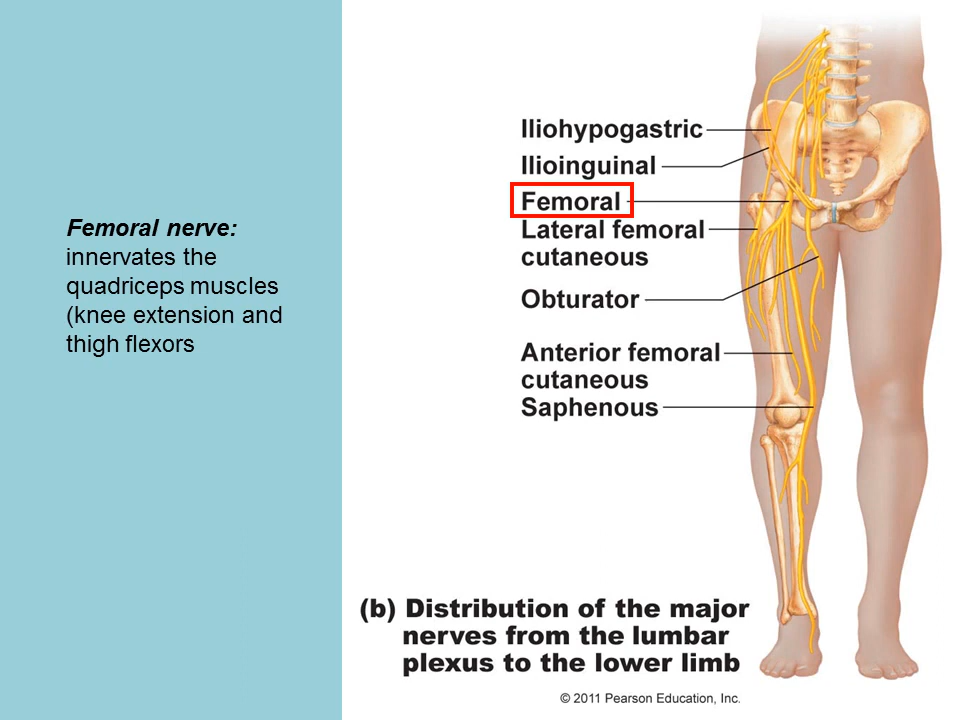 Femoral nerve:
innervates the
quadriceps muscles
(knee extension and
thigh flexors
Iliohypogastric
Ilioinguinal
Femoral
Lateral femoral
cutaneous
Obturator
Anterior femoral
cutaneous
Saphenous
(b) Distribution of the major
nerves from the lumbar
plexus to the lower limb
© 2011 Pearson Education, Inc.